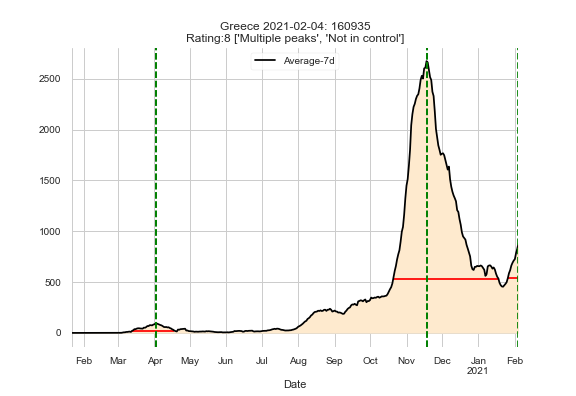 Greece 2021-02-04: 160935
Rating:8 ['Multiple peaks', 'Not in control']
Average-7d
2500
2000
1500
1000
500
0
Feb Mar Apr May Jun Jul Aug Sep Oct Nov Dec Jan Feb
2021
Date